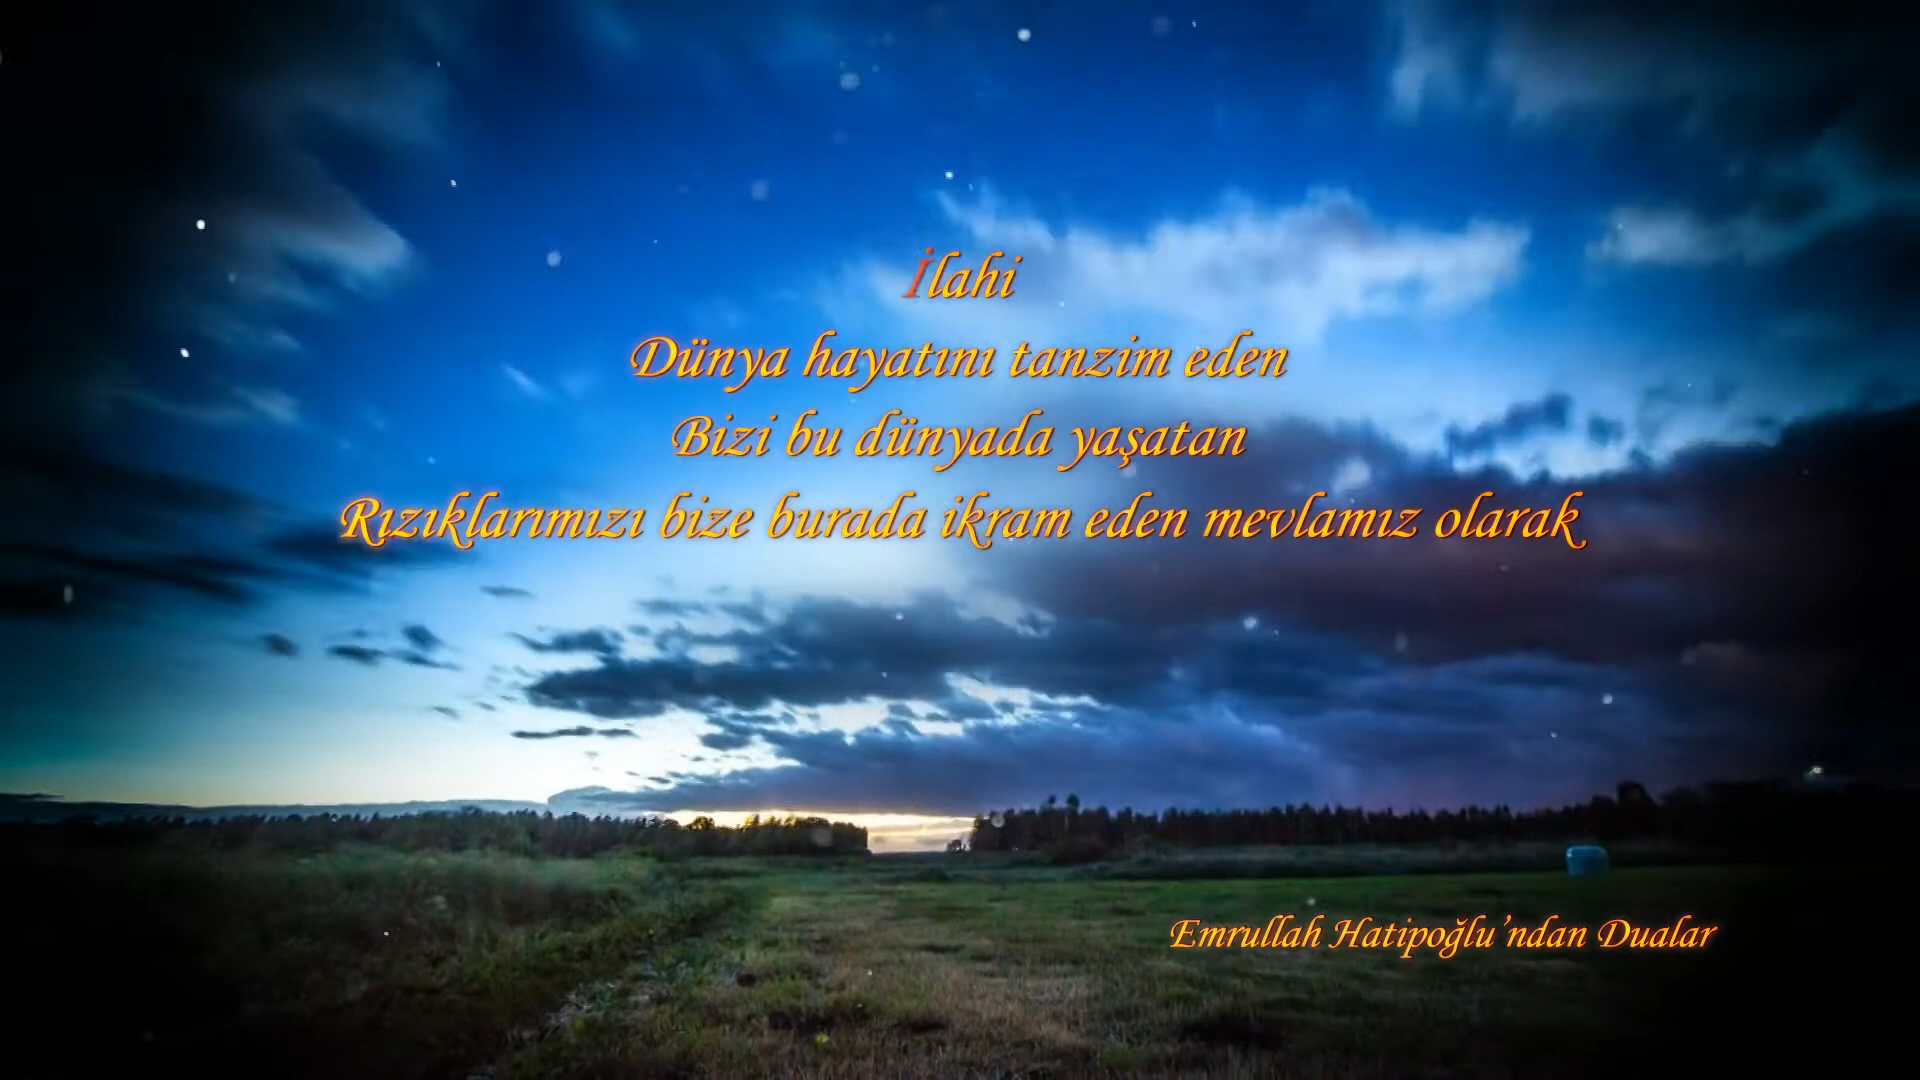 İlahi
Dünya hayatını tanzim eden
Bizi bu dünyada yaşatan
Rızıklarımızı bize burada ikram eden mevlamız olarak
Emrullah Hatipoğlu'ndan Dualar